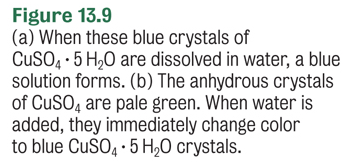 Figure 13.9
(a) When these blue crystals of
CuSO₄ · 5 H₂O are dissolved in water, a blue
solution forms. (b) The anhydrous crystals
of CuSO₄ are pale green. When water is
added, they immediately change color
to blue CuSO₄ · 5 H₂O crystals.